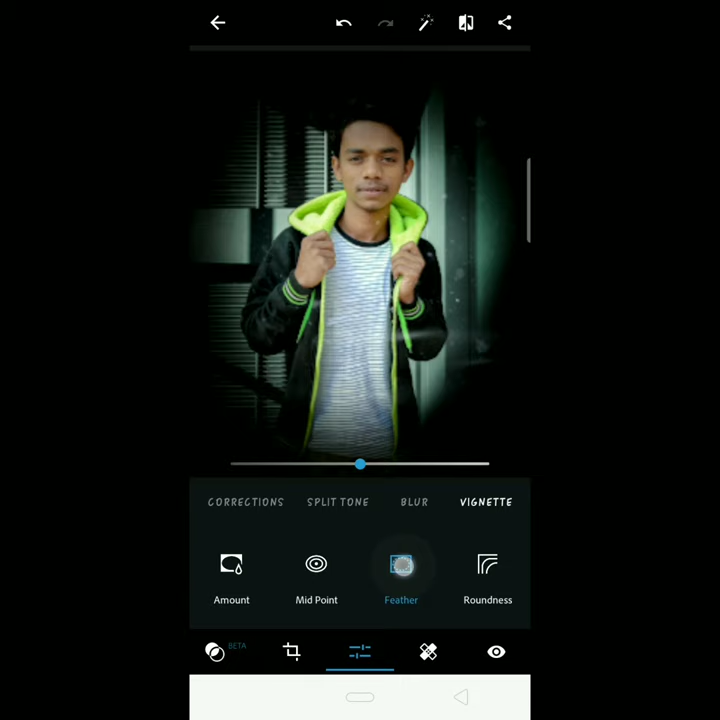 CORRECTIONS SPLIT TONE BLUR VIGNETTE
Amount Mid Point Feather Roundness
BETA